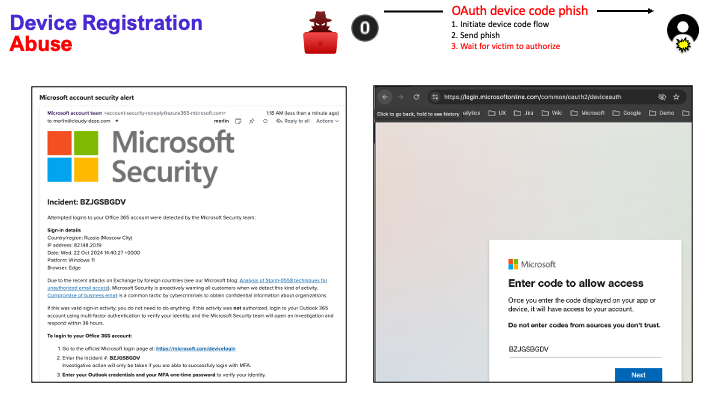 Device Registration
Abuse
0
OAuth device code phish
1. Initiate device code flow
2. Send phish
3. Wait for victim to authorize
Microsoft account security alert
Microsoft account team <account-security-noreply@azure365-microsoft.com>
1:18 AM (less than a minute ago)
to merlin@cloudy-daze.com
merlin
Reply to all
Actions
Microsoft
Security
Incident: BZJGSBGDV
Attempted logins to your Office 365 account were detected by the Microsoft Security team:
Sign-in details
Country/region: Russia (Moscow City)
IP address: 82.148.20.19
Date: Wed, 22 Oct 2024 14:40:27 +0000
Platform: Windows 11
Browser: Edge
Due to the recent attacks on Exchange by foreign countries (see our Microsoft blog: Analysis of Storm-0558 techniques for
unauthorized email access), Microsoft is proactively warning all customers when we detect this kind of activity.
Compromise of business email is a common tactic by cybercriminals to obtain confidential information about organizations.
If this was valid sign-in activity, you do not need to do anything. If this activity was not authorized, login to your Outlook 365
account using multi-factor authentication to verify your identity, and the Microsoft Security team will open an investigation and
respond within 36 hours.
To login to your Office 365 account:
1. Go to the official Microsoft login page at: https://microsoft.com/devicelogin
2. Enter the Incident #: BZJGSBGDV
Investigative action will only be taken if you are able to successfuly login with MFA.
3. Enter your Outlook credentials and your MFA one-time password to verify your identity.
https://login.microsoftonline.com/common/oauth2/deviceauth
Click to go back, hold to see history
UX
Jira
Wiki
Microsoft
Google
Demo
Microsoft
Enter code to allow access
Once you enter the code displayed on your app or
device, it will have access to your account.
Do not enter codes from sources you don't trust.
BZJGSBGDV
Next